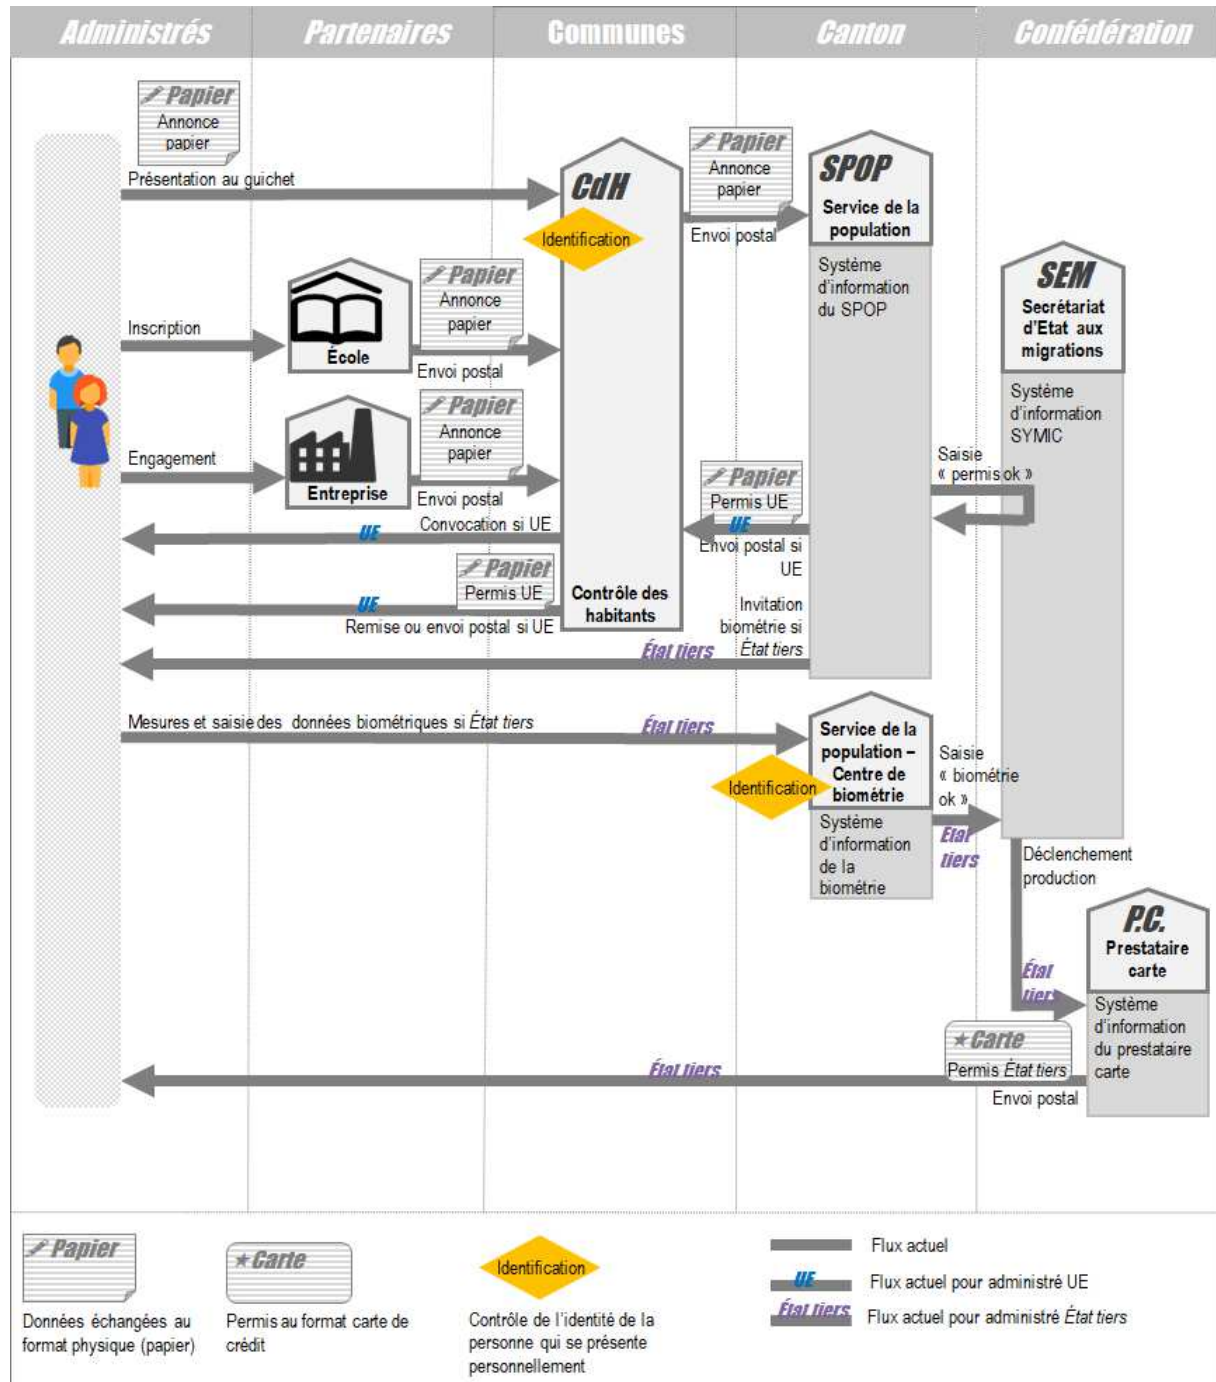 Administrés
Partenaires
Communes
Canton
Confédération
Papier
Annonce
papier
Présentation au guichet
CdH
Identification
Papier
Annonce
papier
Envoi postal
SPOP
Service de la
population
Système
d'information
du SPOP
SEM
Secrétariat
d'Etat aux
migrations
Système
d'information
SYMIC
Inscription
École
Papier
Annonce
papier
Envoi postal
Engagement
Entreprise
Papier
Annonce
papier
Envoi postal
Saisie
« permis ok »
Papier
Permis UE
UE
Envoi postal si
UE
Convocation si UE
UE
Papier
Permis UE
UE
Remise ou envoi postal si UE
Contrôle des
habitants
Invitation
biométrie si
État tiers
État tiers
Mesures et saisie des données biométriques si État tiers
État tiers
Service de la
population –
Centre de
biométrie
Identification
Système
d'information
de la
biométrie
Saisie
« biométrie
ok »
État
tiers
Déclenchement
production
État
tiers
P.C.
Prestataire
carte
Système
d'information
du prestataire
carte
Carte
Permis État tiers
Envoi postal
État tiers
Papier
Données échangées au
format physique (papier)
Carte
Permis au format carte de
crédit
Identification
Contrôle de l'identité de la
personne qui se présente
personnellement
Flux actuel
UE
Flux actuel pour administré UE
État tiers
Flux actuel pour administré État tiers